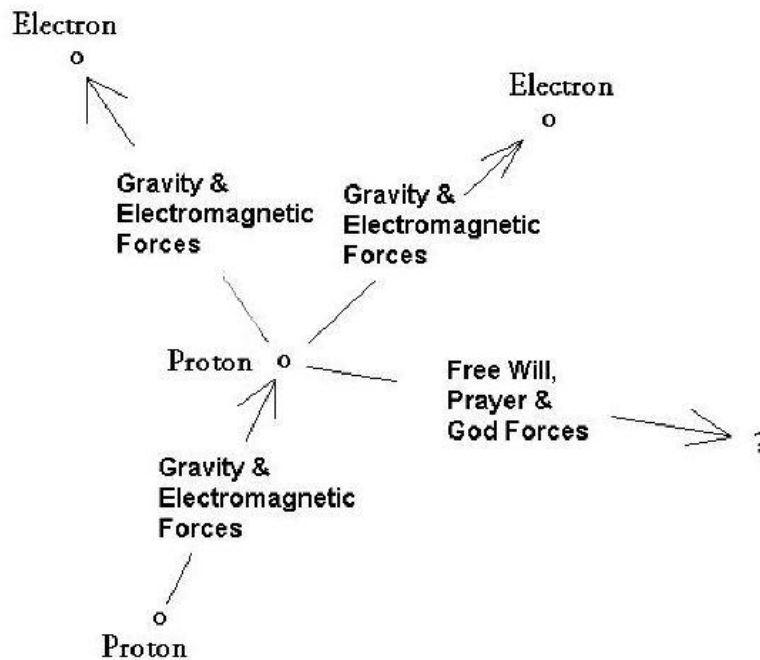 Electron
Electron
Gravity &
Electromagnetic
Forces
Gravity &
Electromagnetic
Forces
Proton
Free Will,
Prayer &
God Forces
?
Gravity &
Electromagnetic
Forces
Proton